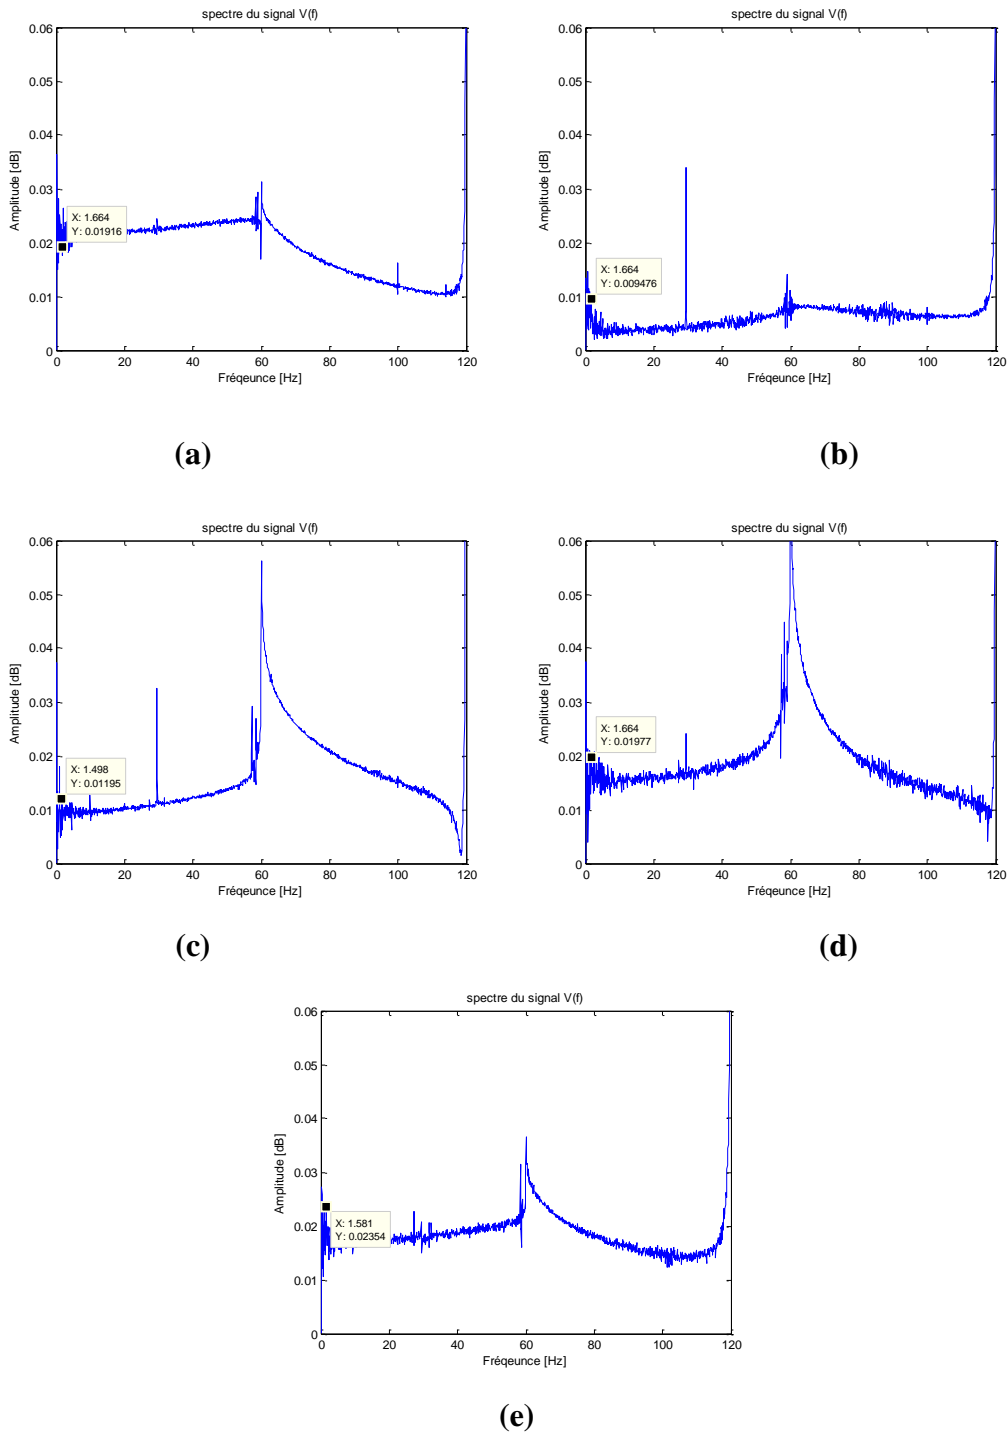 spectre du signal V(f)
0.06
0.05
0.04
0.03
0.02
0.01
0
Amplitude [dB]
X: 1.664
Y: 0.01916
0 20 40 60 80 100 120
Fréqeunce [Hz]
(a)
spectre du signal V(f)
0.06
0.05
0.04
0.03
0.02
0.01
0
Amplitude [dB]
X: 1.664
Y: 0.009476
0 20 40 60 80 100 120
Fréqeunce [Hz]
(b)
spectre du signal V(f)
0.06
0.05
0.04
0.03
0.02
0.01
0
Amplitude [dB]
X: 1.498
Y: 0.01195
0 20 40 60 80 100 120
Fréqeunce [Hz]
(c)
spectre du signal V(f)
0.06
0.05
0.04
0.03
0.02
0.01
0
Amplitude [dB]
X: 1.664
Y: 0.01977
0 20 40 60 80 100 120
Fréqeunce [Hz]
(d)
spectre du signal V(f)
0.06
0.05
0.04
0.03
0.02
0.01
0
Amplitude [dB]
X: 1.581
Y: 0.02354
0 20 40 60 80 100 120
Fréqeunce [Hz]
(e)